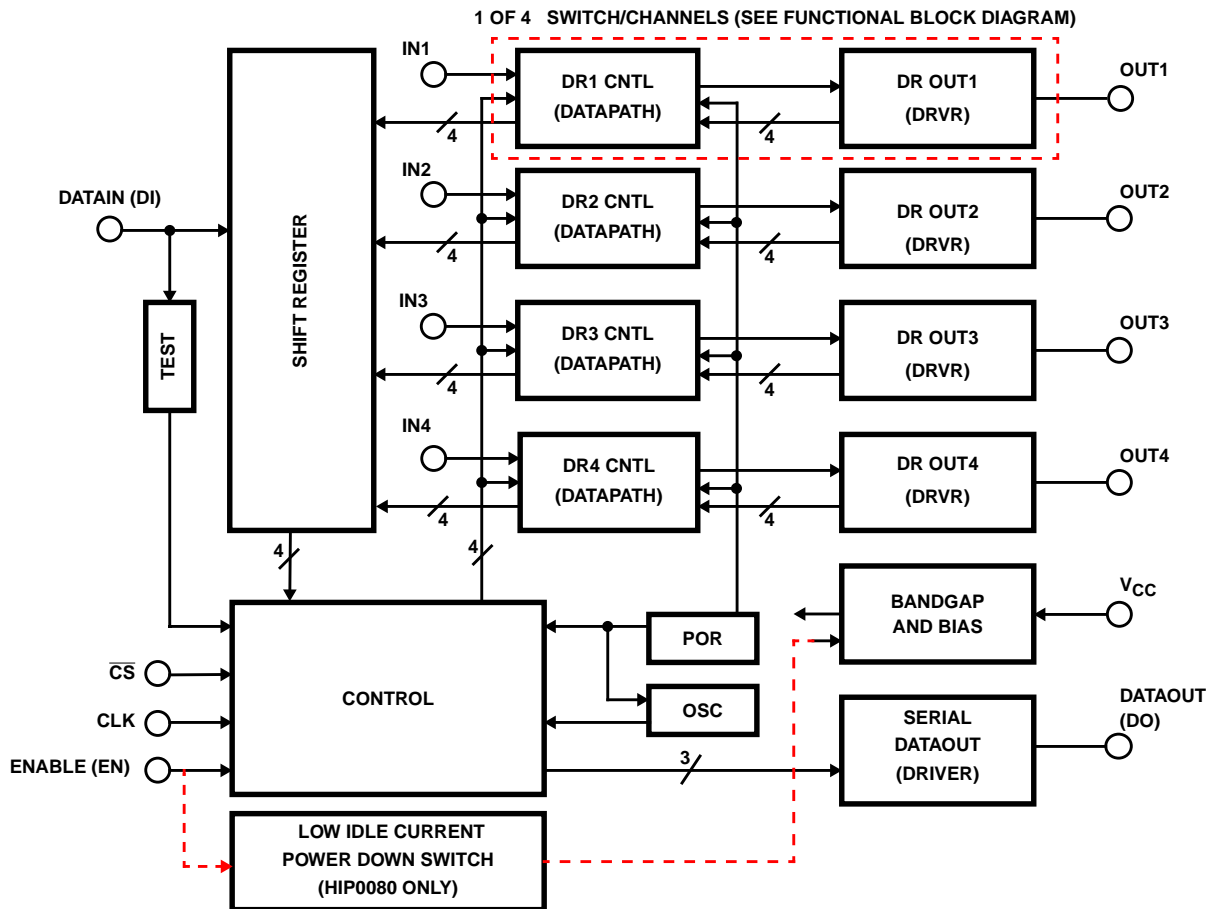 1 OF 4 SWITCH/CHANNELS (SEE FUNCTIONAL BLOCK DIAGRAM)
IN1
DR1 CNTL
(DATAPATH)
DR OUT1
(DRVR)
OUT1
4
4
IN2
DR2 CNTL
(DATAPATH)
DR OUT2
(DRVR)
OUT2
4
4
DATAIN (DI)
SHIFT REGISTER
TEST
IN3
DR3 CNTL
(DATAPATH)
DR OUT3
(DRVR)
OUT3
4
4
IN4
DR4 CNTL
(DATAPATH)
DR OUT4
(DRVR)
OUT4
4
4
4
4
BANDGAP
AND BIAS
VCC
POR
OSC
CS
CLK
ENABLE (EN)
CONTROL
3
SERIAL
DATAOUT
(DRIVER)
DATAOUT
(DO)
LOW IDLE CURRENT
POWER DOWN SWITCH
(HIP0080 ONLY)